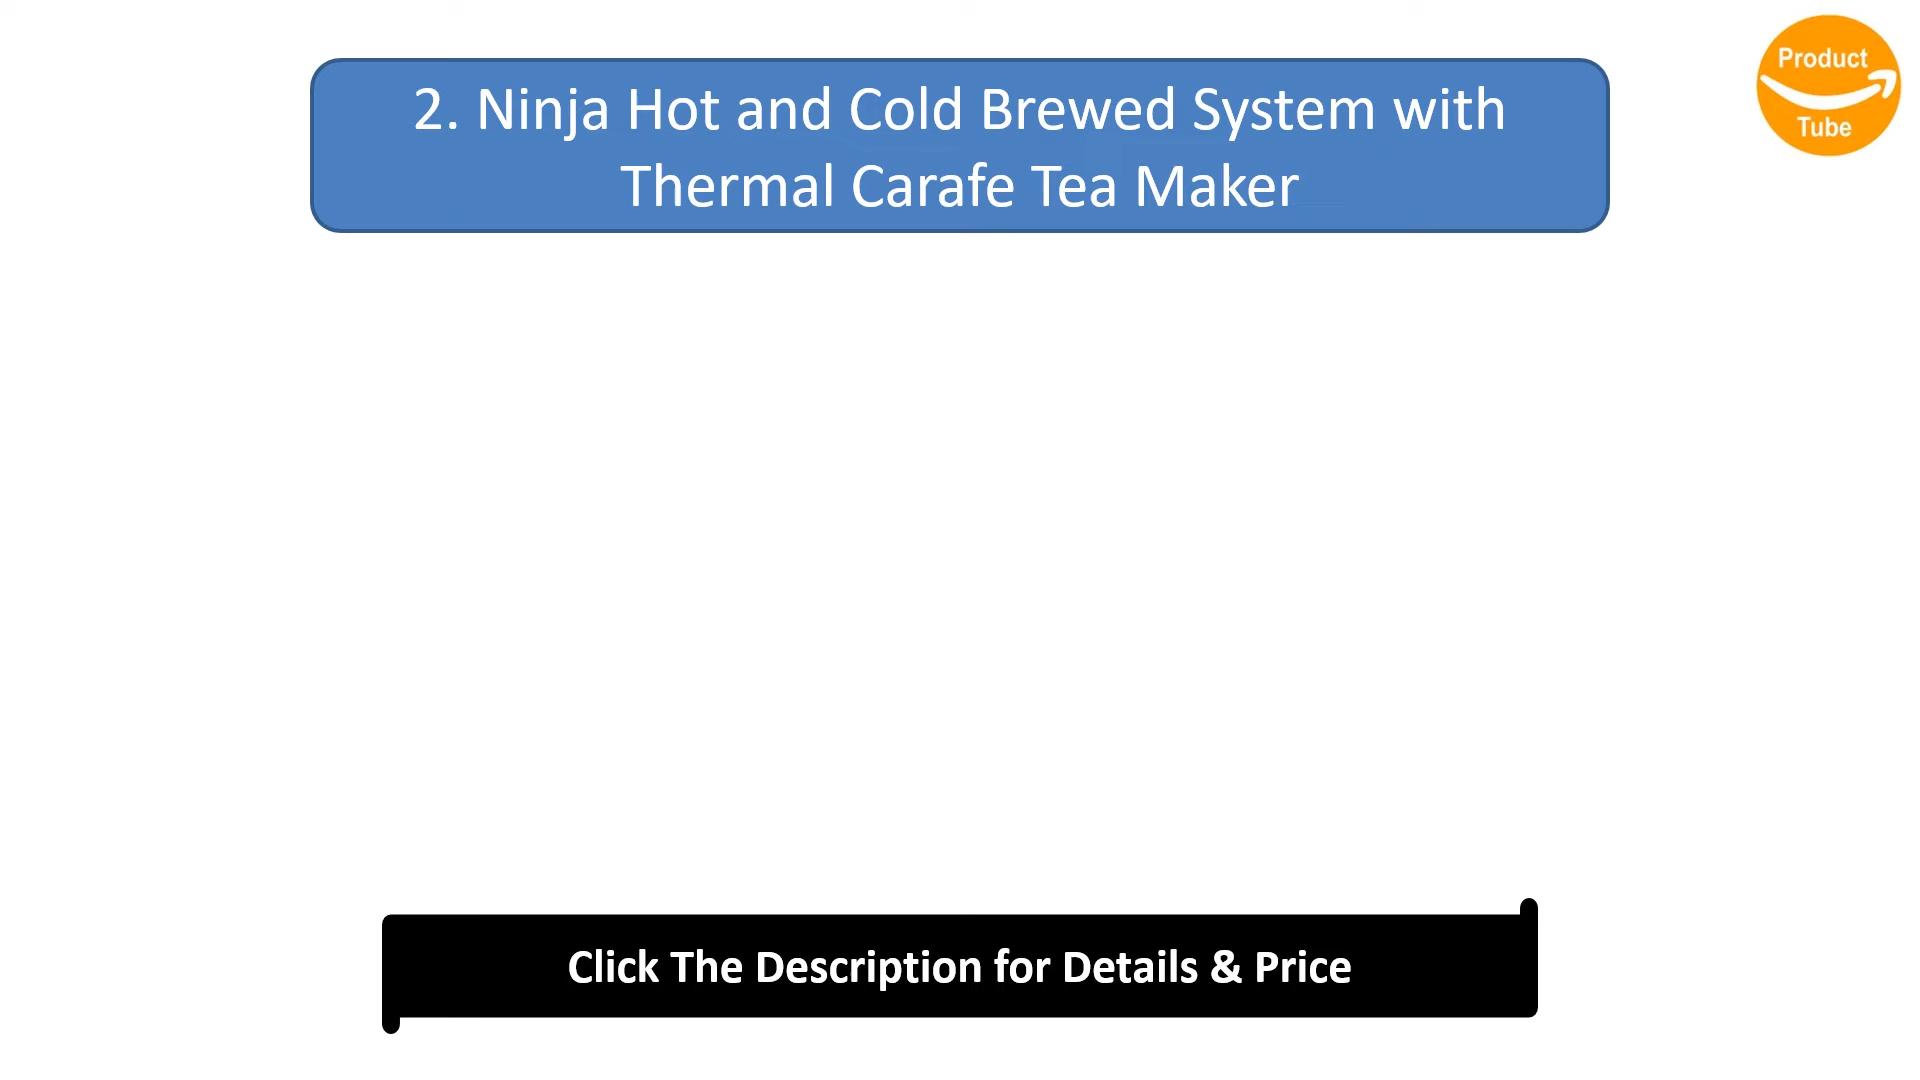 Product
Tube
2. Ninja Hot and Cold Brewed System with
Thermal Carafe Tea Maker
Click The Description for Details & Price